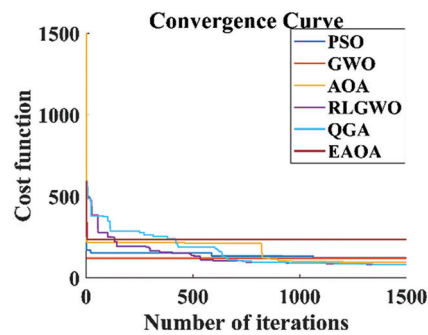 Convergence Curve
1500
1000
500
0
Cost function
PSO
GWO
AOA
RLGWO
QGA
EAOA
0 500 1000 1500
Number of iterations